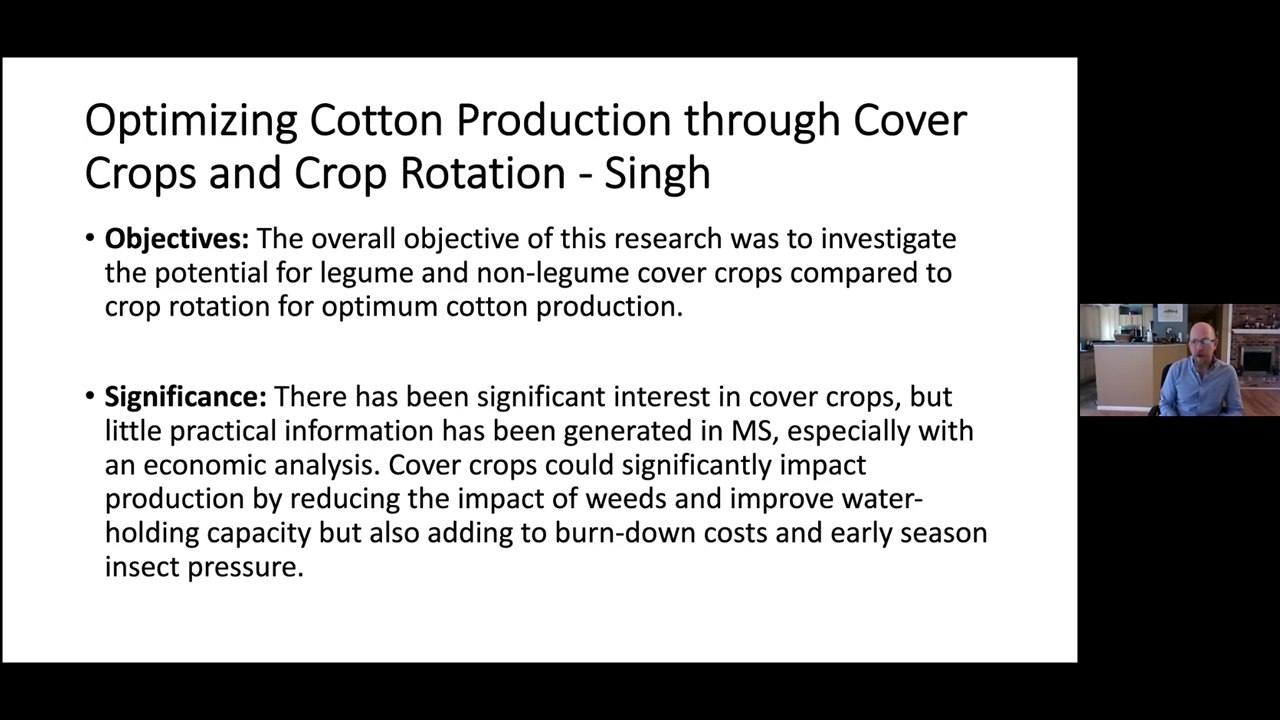 Optimizing Cotton Production through Cover
Crops and Crop Rotation - Singh
• Objectives: The overall objective of this research was to investigate
the potential for legume and non-legume cover crops compared to
crop rotation for optimum cotton production.
• Significance: There has been significant interest in cover crops, but
little practical information has been generated in MS, especially with
an economic analysis. Cover crops could significantly impact
production by reducing the impact of weeds and improve water-
holding capacity but also adding to burn-down costs and early season
insect pressure.